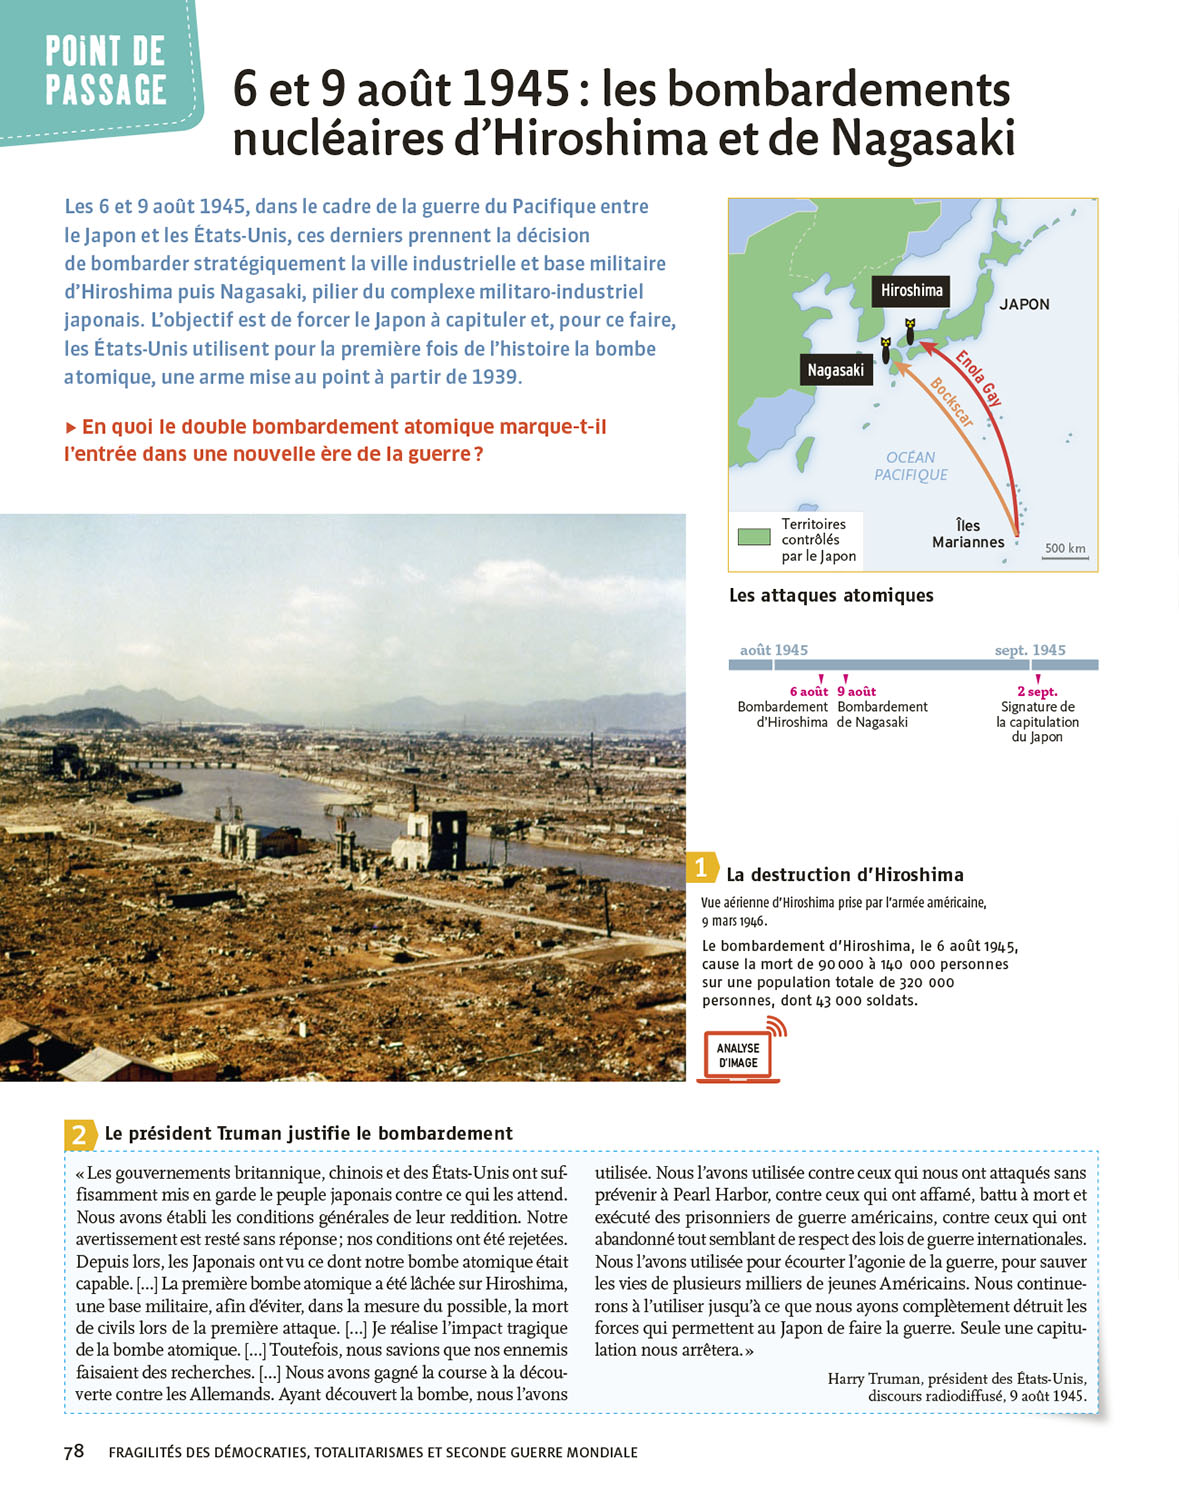 POINT DE
PASSAGE
6 et 9 août 1945 : les bombardements
nucléaires d'Hiroshima et de Nagasaki
Les 6 et 9 août 1945, dans le cadre de la guerre du Pacifique entre
le Japon et les États-Unis, ces derniers prennent la décision
de bombarder stratégiquement la ville industrielle et base militaire
d'Hiroshima puis Nagasaki, pilier du complexe militaro-industriel
japonais. L'objectif est de forcer le Japon à capituler et, pour ce faire,
les États-Unis utilisent pour la première fois de l'histoire la bombe
atomique, une arme mise au point à partir de 1939.
▶ En quoi le double bombardement atomique marque-t-il
l'entrée dans une nouvelle ère de la guerre ?
Hiroshima
JAPON
Nagasaki
Enola Gay
Bockscar
OCÉAN
PACIFIQUE
Îles
Mariannes
500 km
Territoires
contrôlés
par le Japon
Les attaques atomiques
août 1945
sept. 1945
6 août
Bombardement
d'Hiroshima
9 août
Bombardement
de Nagasaki
2 sept.
Signature de
la capitulation
du Japon
1 La destruction d'Hiroshima
Vue aérienne d'Hiroshima prise par l'armée américaine,
9 mars 1946.
Le bombardement d'Hiroshima, le 6 août 1945,
cause la mort de 90 000 à 140 000 personnes
sur une population totale de 320 000
personnes, dont 43 000 soldats.
ANALYSE
D'IMAGE
2 Le président Truman justifie le bombardement
« Les gouvernements britannique, chinois et des États-Unis ont suf-
fisamment mis en garde le peuple japonais contre ce qui les attend.
Nous avons établi les conditions générales de leur reddition. Notre
avertissement est resté sans réponse ; nos conditions ont été rejetées.
Depuis lors, les Japonais ont vu ce dont notre bombe atomique était
capable. [...] La première bombe atomique a été lâchée sur Hiroshima,
une base militaire, afin d'éviter, dans la mesure du possible, la mort
de civils lors de la première attaque. [...] Je réalise l'impact tragique
de la bombe atomique. [...] Toutefois, nous savions que nos ennemis
faisaient des recherches. [...] Nous avons gagné la course à la décou-
verte contre les Allemands. Ayant découvert la bombe, nous l'avons
utilisée. Nous l'avons utilisée contre ceux qui nous ont attaqués sans
prévenir à Pearl Harbor, contre ceux qui ont affamé, battu à mort et
exécuté des prisonniers de guerre américains, contre ceux qui ont
abandonné tout semblant de respect des lois de guerre internationales.
Nous l'avons utilisée pour écourter l'agonie de la guerre, pour sauver
les vies de plusieurs milliers de jeunes Américains. Nous continue-
rons à l'utiliser jusqu'à ce que nous ayons complètement détruit les
forces qui permettent au Japon de faire la guerre. Seule une capitu-
lation nous arrêtera. »
Harry Truman, président des États-Unis,
discours radiodiffusé, 9 août 1945.
78 FRAGILITÉS DES DÉMOCRATIES, TOTALITARISMES ET SECONDE GUERRE MONDIALE